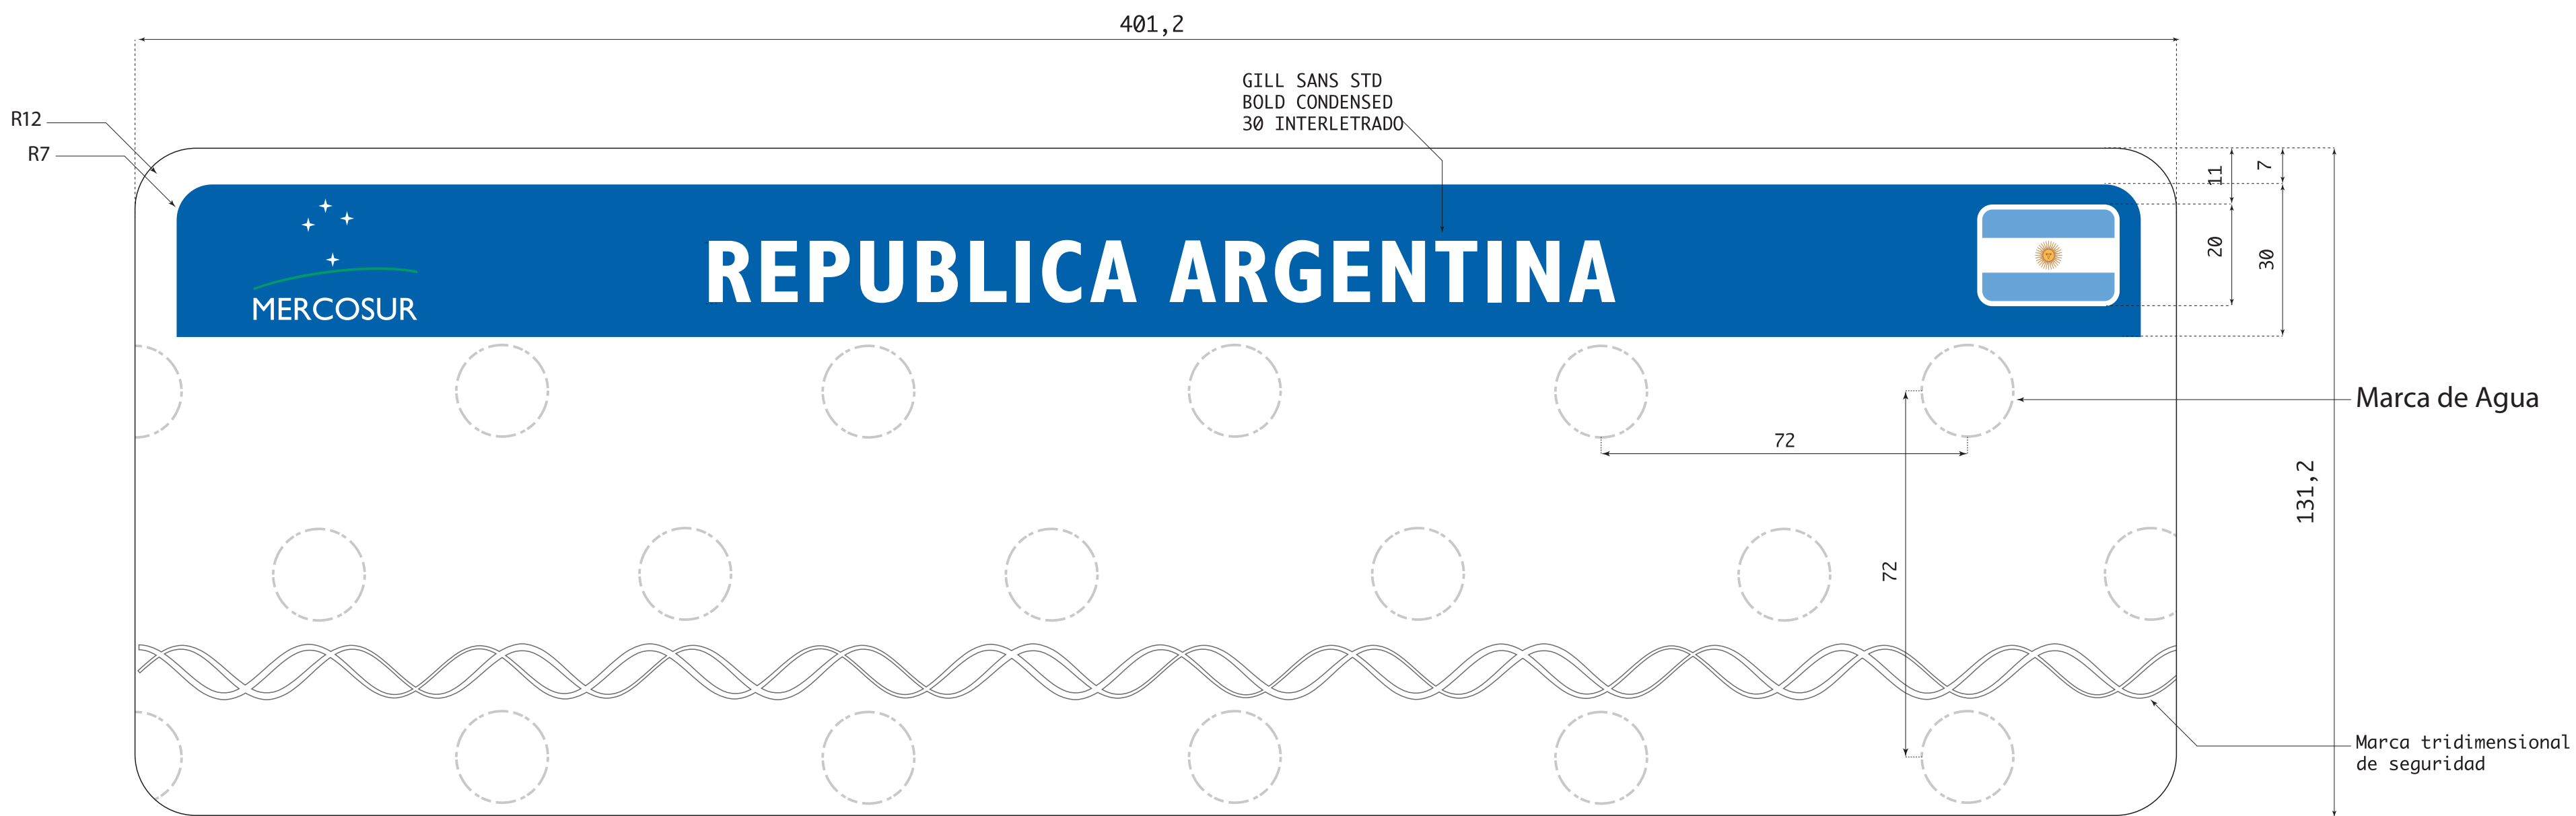 401,2
GILL SANS STD
BOLD CONDENSED
30 INTERLETRADO
R12
R7
11
7
20
30
MERCOSUR
REPUBLICA ARGENTINA
Marca de Agua
72
72
131,2
Marca tridimensional
de seguridad